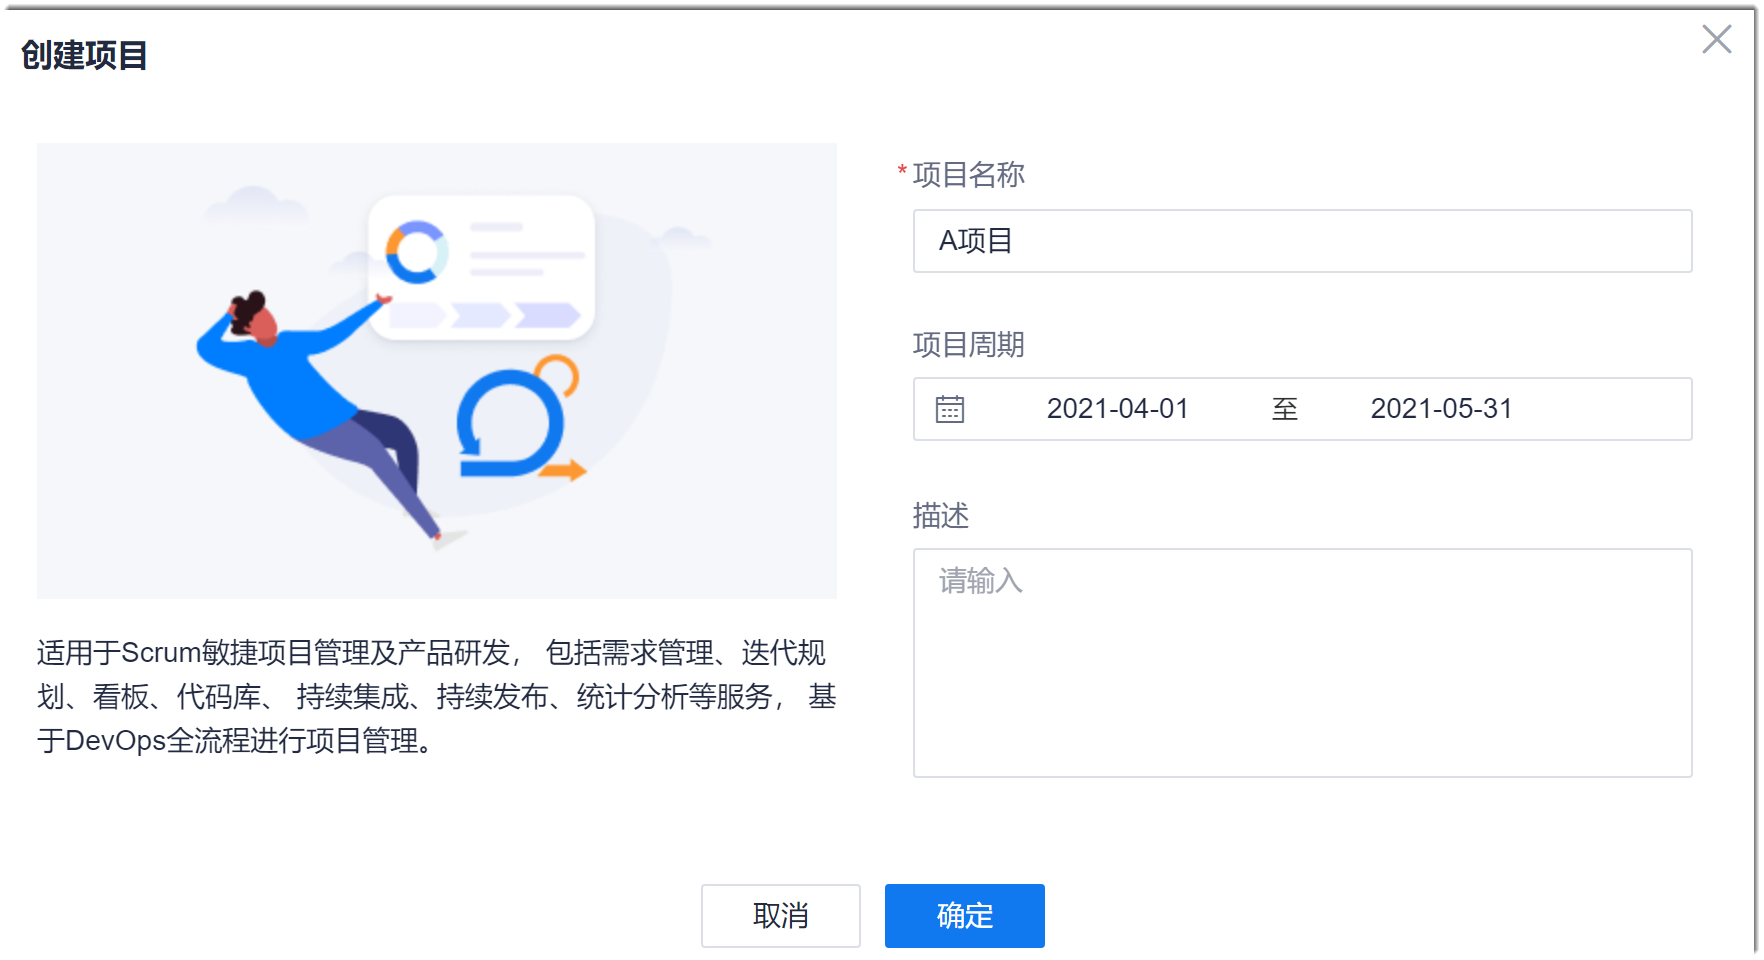 创建项目
适用于Scrum敏捷项目管理及产品研发， 包括需求管理、迭代规
划、看板、代码库、 持续集成、持续发布、统计分析等服务， 基
于DevOps全流程进行项目管理。
*项目名称
A项目
项目周期
2021-04-01 至 2021-05-31
描述
请输入
取消 确定